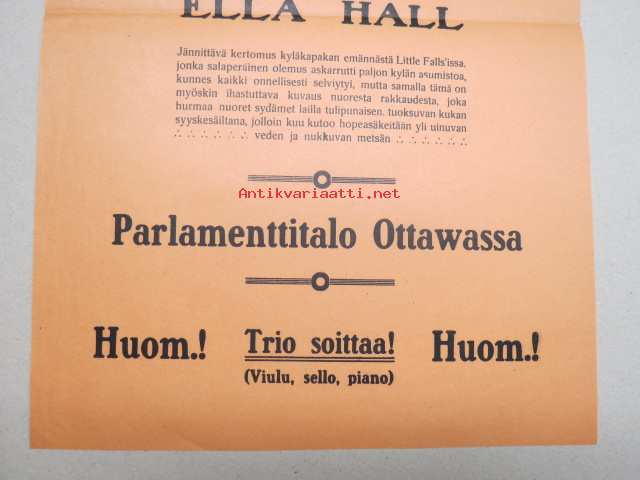 ELLA HALL
Jännittävä kertomus kyläkapakan emännästä Little Falls'issa,
jonka salaperäinen olemus askarrutti paljon kylän asumistoa,
kunnes kaikki onnellisesti selviytyi, mutta samalla tämä on
myöskin ihastuttava kuvaus nuoresta rakkaudesta, joka
hurmaa nuoret sydämet lailla tulipunaisen, tuoksuvan kukan
syyskesäiltana, jolloin kuu kutoo hopeasäkeitään yli uinuvan
∴ ∴ ∴ ∴ ∴ ∴ veden ja nukkuvan metsän ∴ ∴ ∴ ∴ ∴ ∴
Antikvariaatti.net
Parlamenttitalo Ottawassa
Huom.! Trio soittaa! Huom.!
(Viulu, sello, piano)